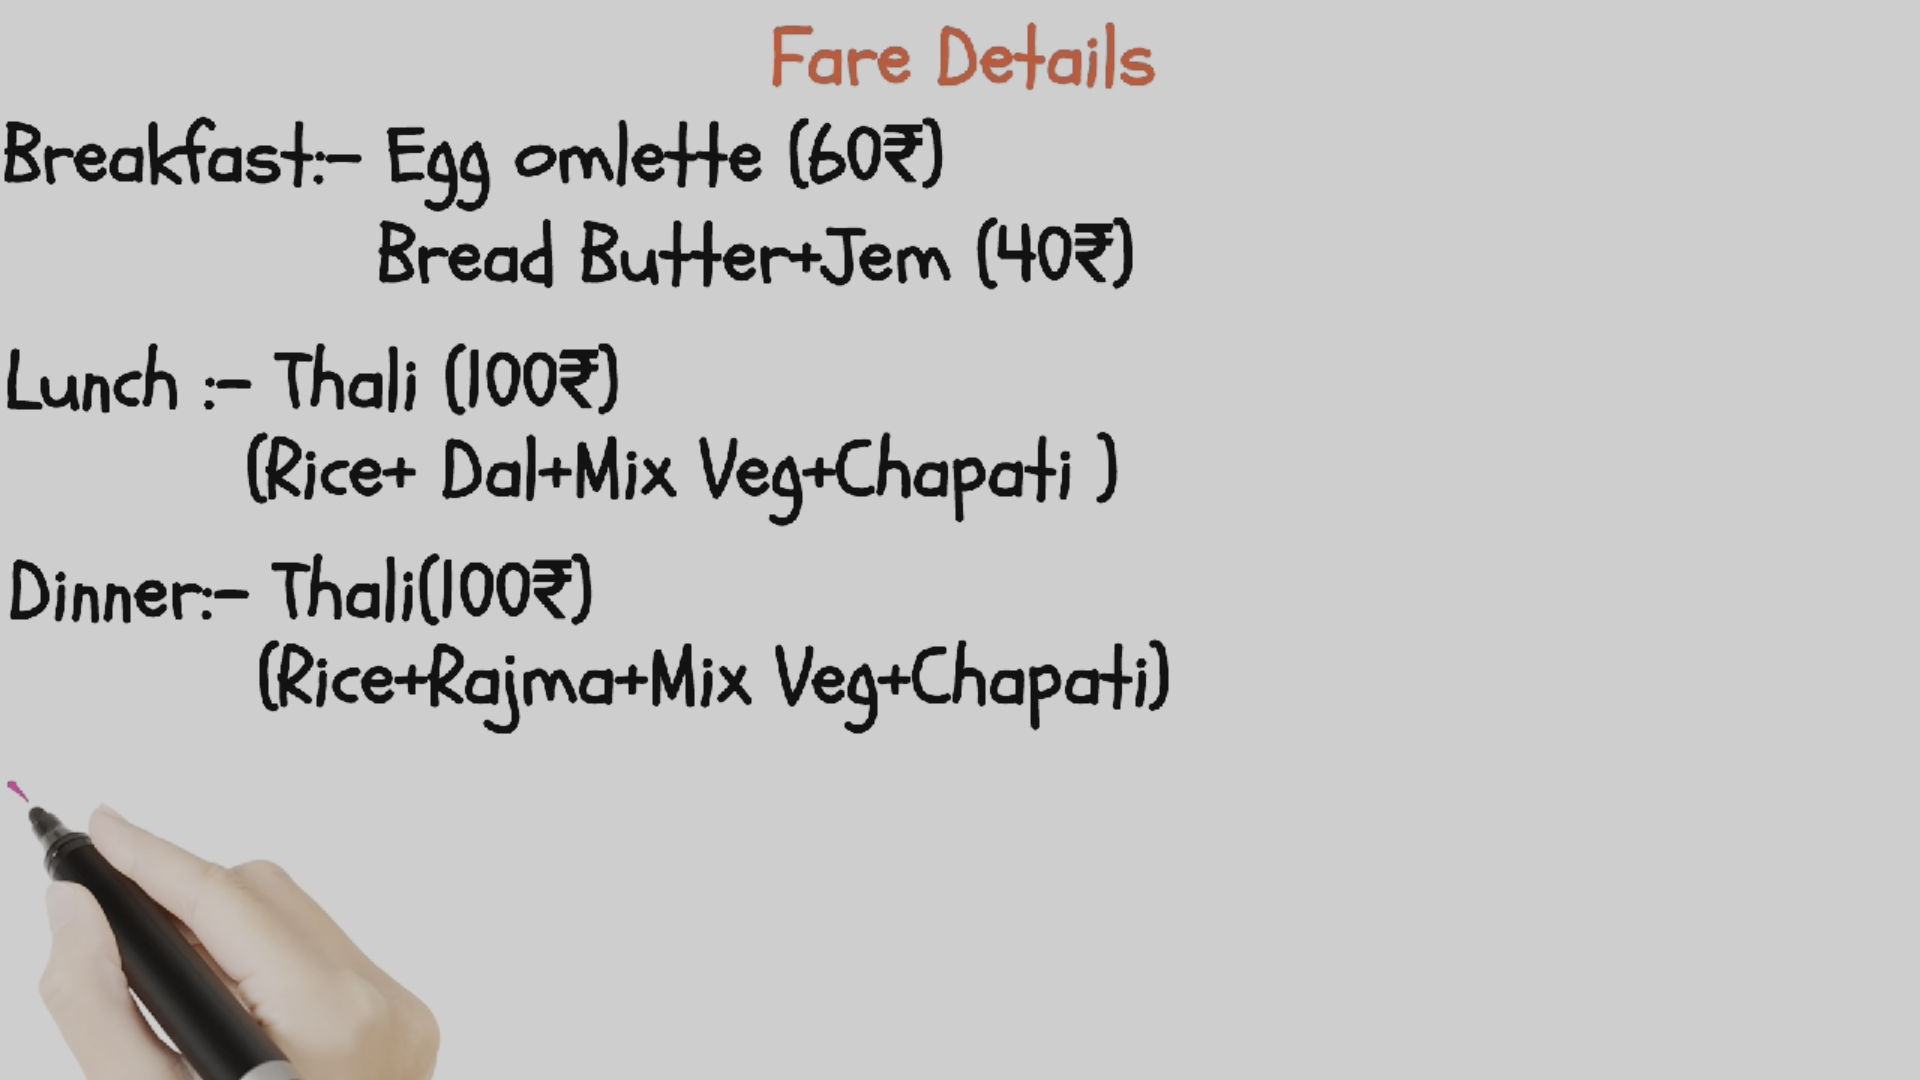 Fare Details
Breakfast:- Egg omlette (60₹)
Bread Butter+Jem (40₹)
Lunch :- Thali (100₹)
(Rice+ Dal+Mix Veg+Chapati )
Dinner:- Thali(100₹)
(Rice+Rajma+Mix Veg+Chapati)